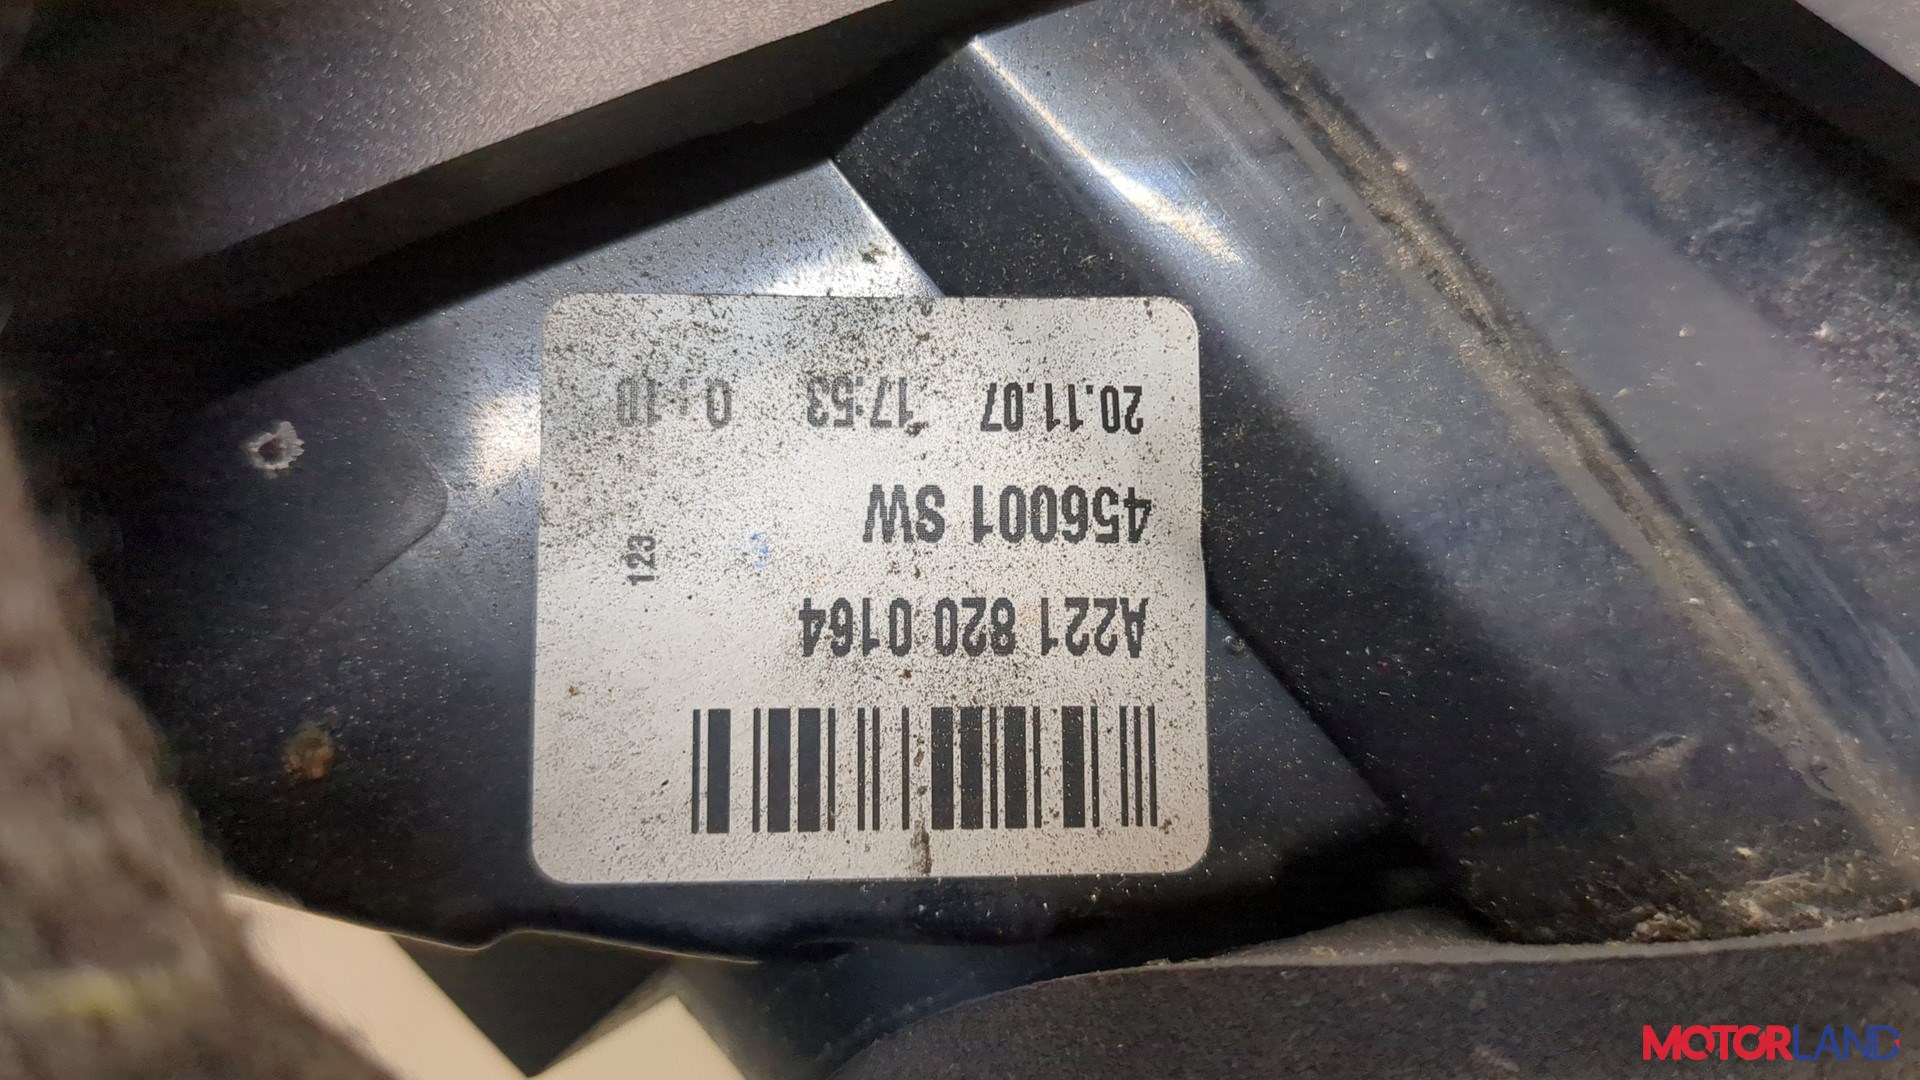 A221 820 0164
456001 SW
123
20.11.07 17:53 0 : 10
MOTORLAND